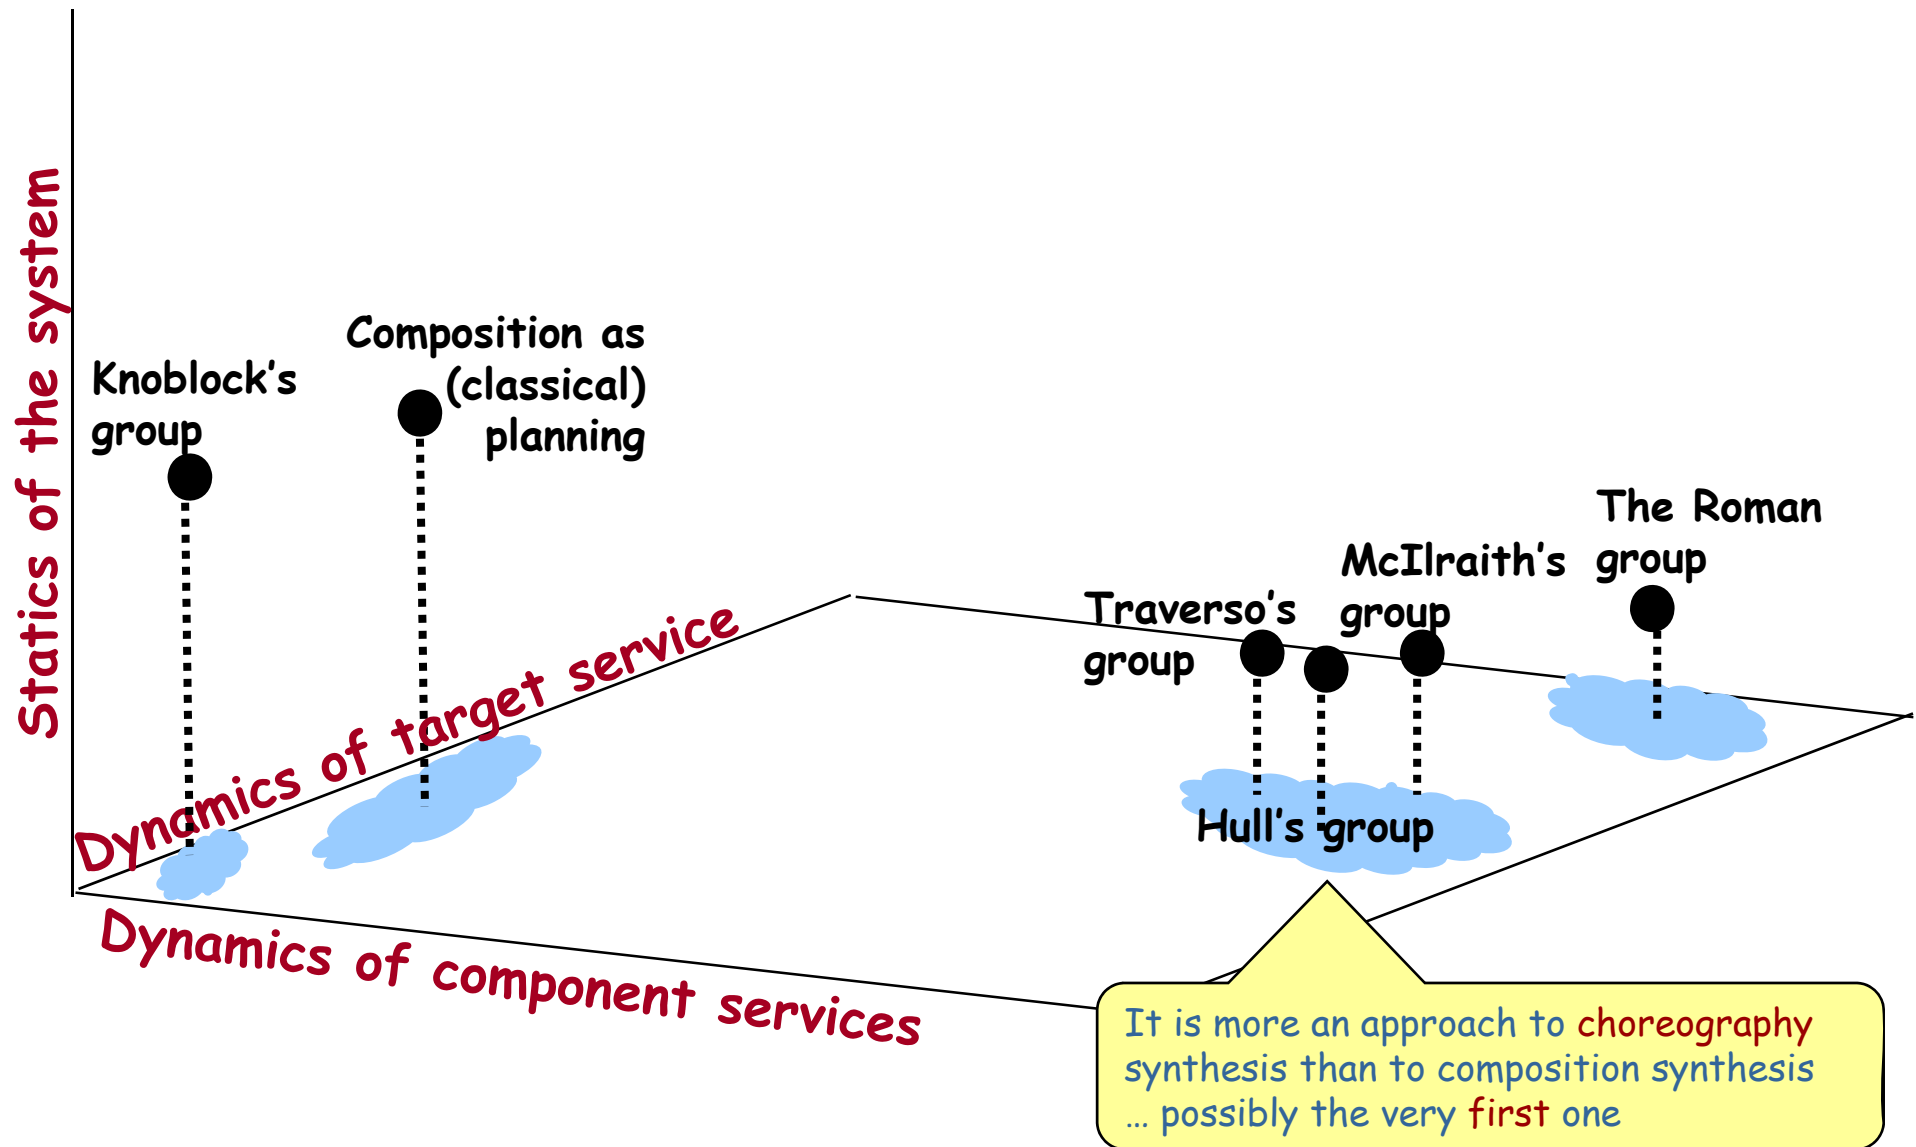 Statics of the system
Knoblock's
group
Composition as
(classical)
planning
Dynamics of target service
Dynamics of component services
Traverso's
group
McIlraith's
group
The Roman
group
Hull's group
It is more an approach to choreography
synthesis than to composition synthesis
… possibly the very first one